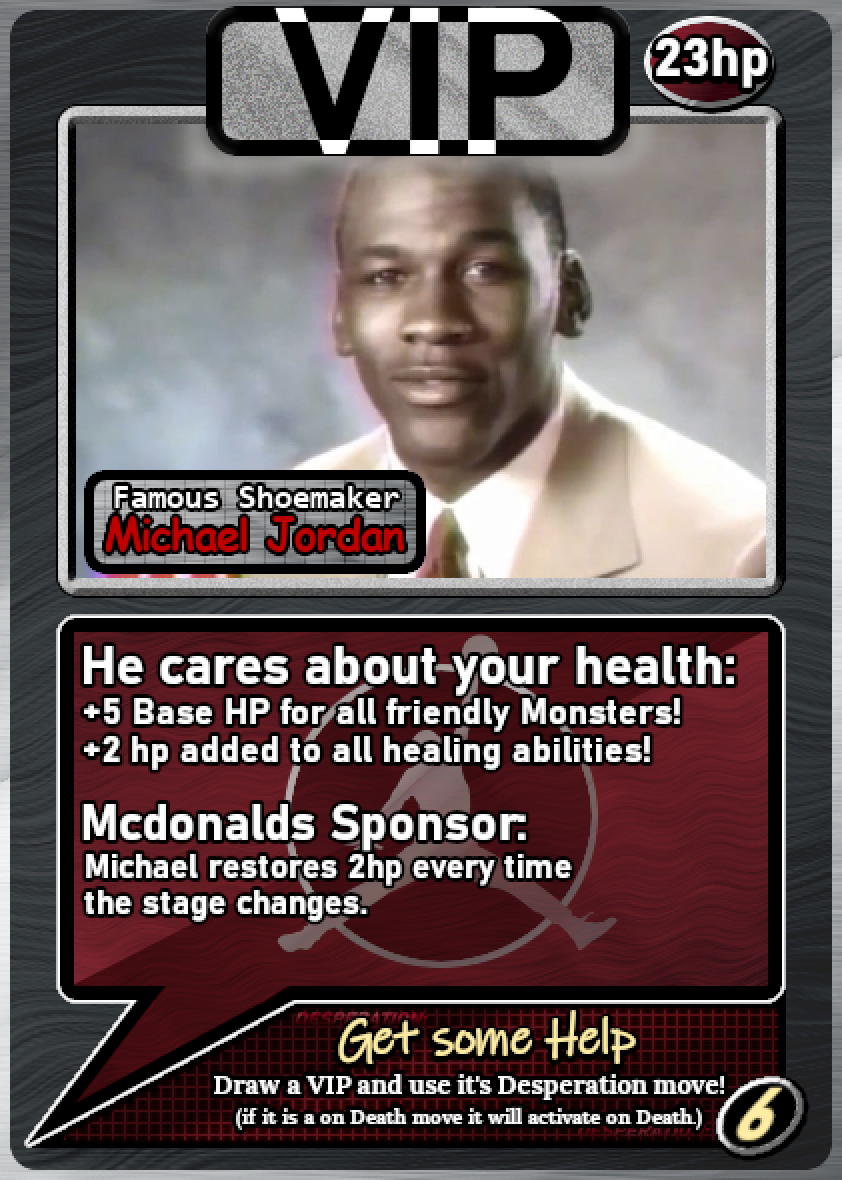 VIP
23hp
Famous Shoemaker
Michael Jordan
He cares about your health:
+5 Base HP for all friendly Monsters!
+2 hp added to all healing abilities!
Mcdonalds Sponsor:
Michael restores 2hp every time
the stage changes.
DESPERATION
Get some Help
Draw a VIP and use it's Desperation move!
(if it is a on Death move it will activate on Death.)
6
DESPERATION